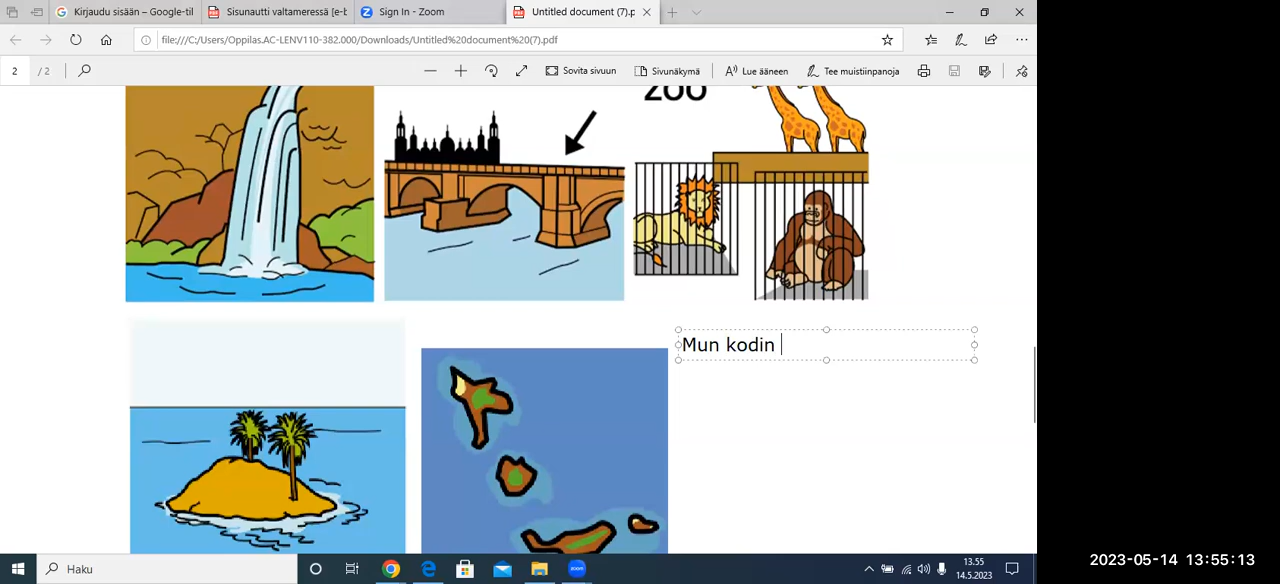 Kirjaudu sisään – Google-til
Sisunautti valtameressä [e-b
Sign In - Zoom
Untitled document (7).p
file:///C:/Users/Oppilas.AC-LENV110-382.000/Downloads/Untitled%20document%20(7).pdf
2 / 2
Sovita sivuun
Sivunäkymä
Lue ääneen
Tee muistiinpanoja
ZOO
Mun kodin
Haku
zoom
13.55
14.5.2023
2023-05-14 13:55:13